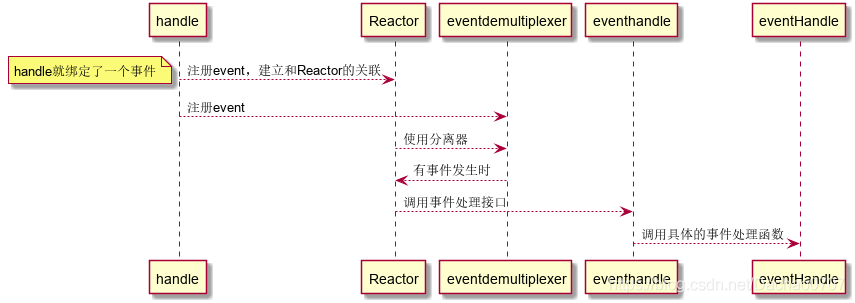 handle Reactor eventdemultiplexer eventhandle eventHandle
handle就绑定了一个事件
注册event，建立和Reactor的关联
注册event
使用分离器
有事件发生时
调用事件处理接口
调用具体的事件处理函数
handle Reactor eventdemultiplexer eventhandle eventHandle